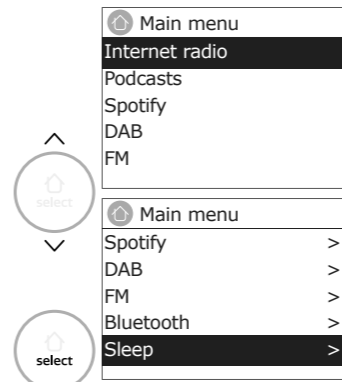 Main menu
Internet radio
Podcasts
Spotify
DAB
FM
select
Main menu
Spotify >
DAB >
FM >
Bluetooth >
Sleep >
select